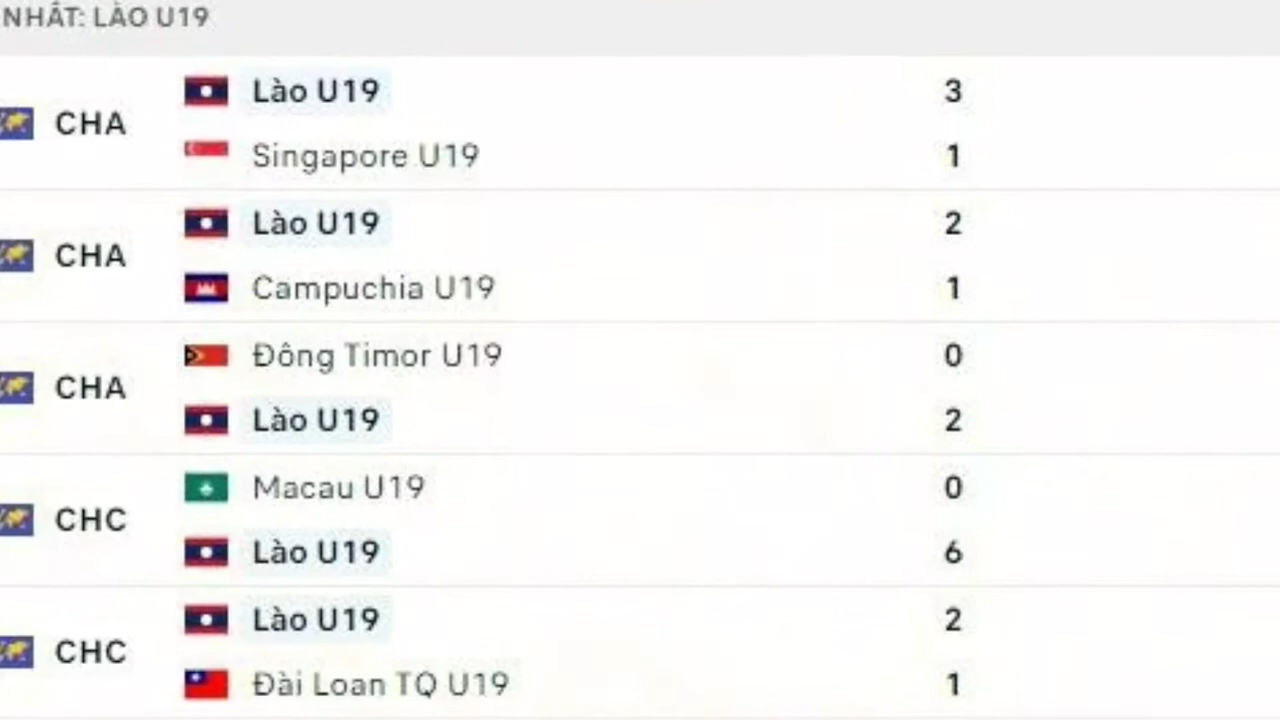 NHẤT: LÀO U19
CHA
Lào U19 3
Singapore U19 1
CHA
Lào U19 2
Campuchia U19 1
CHA
Đông Timor U19 0
Lào U19 2
CHC
Macau U19 0
Lào U19 6
CHC
Lào U19 2
Đài Loan TQ U19 1